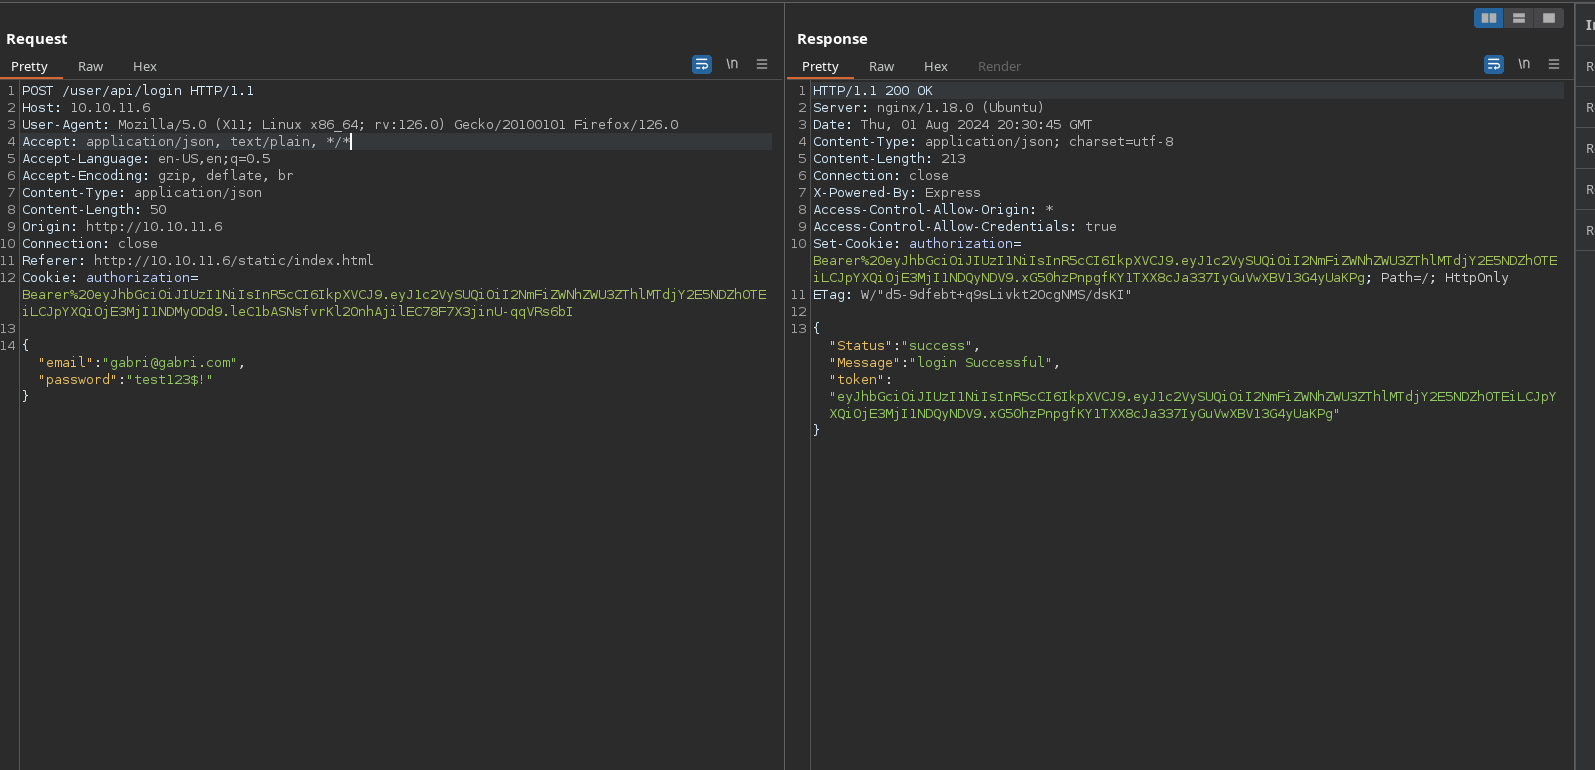 Request
Pretty Raw Hex \n
1 POST /user/api/login HTTP/1.1
2 Host: 10.10.11.6
3 User-Agent: Mozilla/5.0 (X11; Linux x86_64; rv:126.0) Gecko/20100101 Firefox/126.0
4 Accept: application/json, text/plain, */*
5 Accept-Language: en-US,en;q=0.5
6 Accept-Encoding: gzip, deflate, br
7 Content-Type: application/json
8 Content-Length: 50
9 Origin: http://10.10.11.6
10 Connection: close
11 Referer: http://10.10.11.6/static/index.html
12 Cookie: authorization=
Bearer%20eyJhbGciOiJIUzI1NiIsInR5cCI6IkpXVCJ9.eyJ1c2VySUQiOiI2NmFiZWNhZWU3ZThlMTdjY2E5NDZhOTE
iLCJpYXQiOjE3MjI1NDMyODd9.leC1bASNsfvrKl2OnhAjilEC78F7X3jinU-qqVRs6bI
13
14 {
"email":"gabri@gabri.com",
"password":"test123$!"
}
Response
Pretty Raw Hex Render \n
1 HTTP/1.1 200 OK
2 Server: nginx/1.18.0 (Ubuntu)
3 Date: Thu, 01 Aug 2024 20:30:45 GMT
4 Content-Type: application/json; charset=utf-8
5 Content-Length: 213
6 Connection: close
7 X-Powered-By: Express
8 Access-Control-Allow-Origin: *
9 Access-Control-Allow-Credentials: true
10 Set-Cookie: authorization=
Bearer%20eyJhbGciOiJIUzI1NiIsInR5cCI6IkpXVCJ9.eyJ1c2VySUQiOiI2NmFiZWNhZWU3ZThlMTdjY2E5NDZhOTE
iLCJpYXQiOjE3MjI1NDQyNDV9.xG5OhzPnpgfKY1TXX8cJa337IyGuVwXBV13G4yUaKPg; Path=/; HttpOnly
11 ETag: W/"d5-9dfebt+q9sLivkt2OcgNMS/dsKI"
12
13 {
"Status":"success",
"Message":"login Successful",
"token":
"eyJhbGciOiJIUzI1NiIsInR5cCI6IkpXVCJ9.eyJ1c2VySUQiOiI2NmFiZWNhZWU3ZThlMTdjY2E5NDZhOTEiLCJpY
XQiOjE3MjI1NDQyNDV9.xG5OhzPnpgfKY1TXX8cJa337IyGuVwXBV13G4yUaKPg"
}